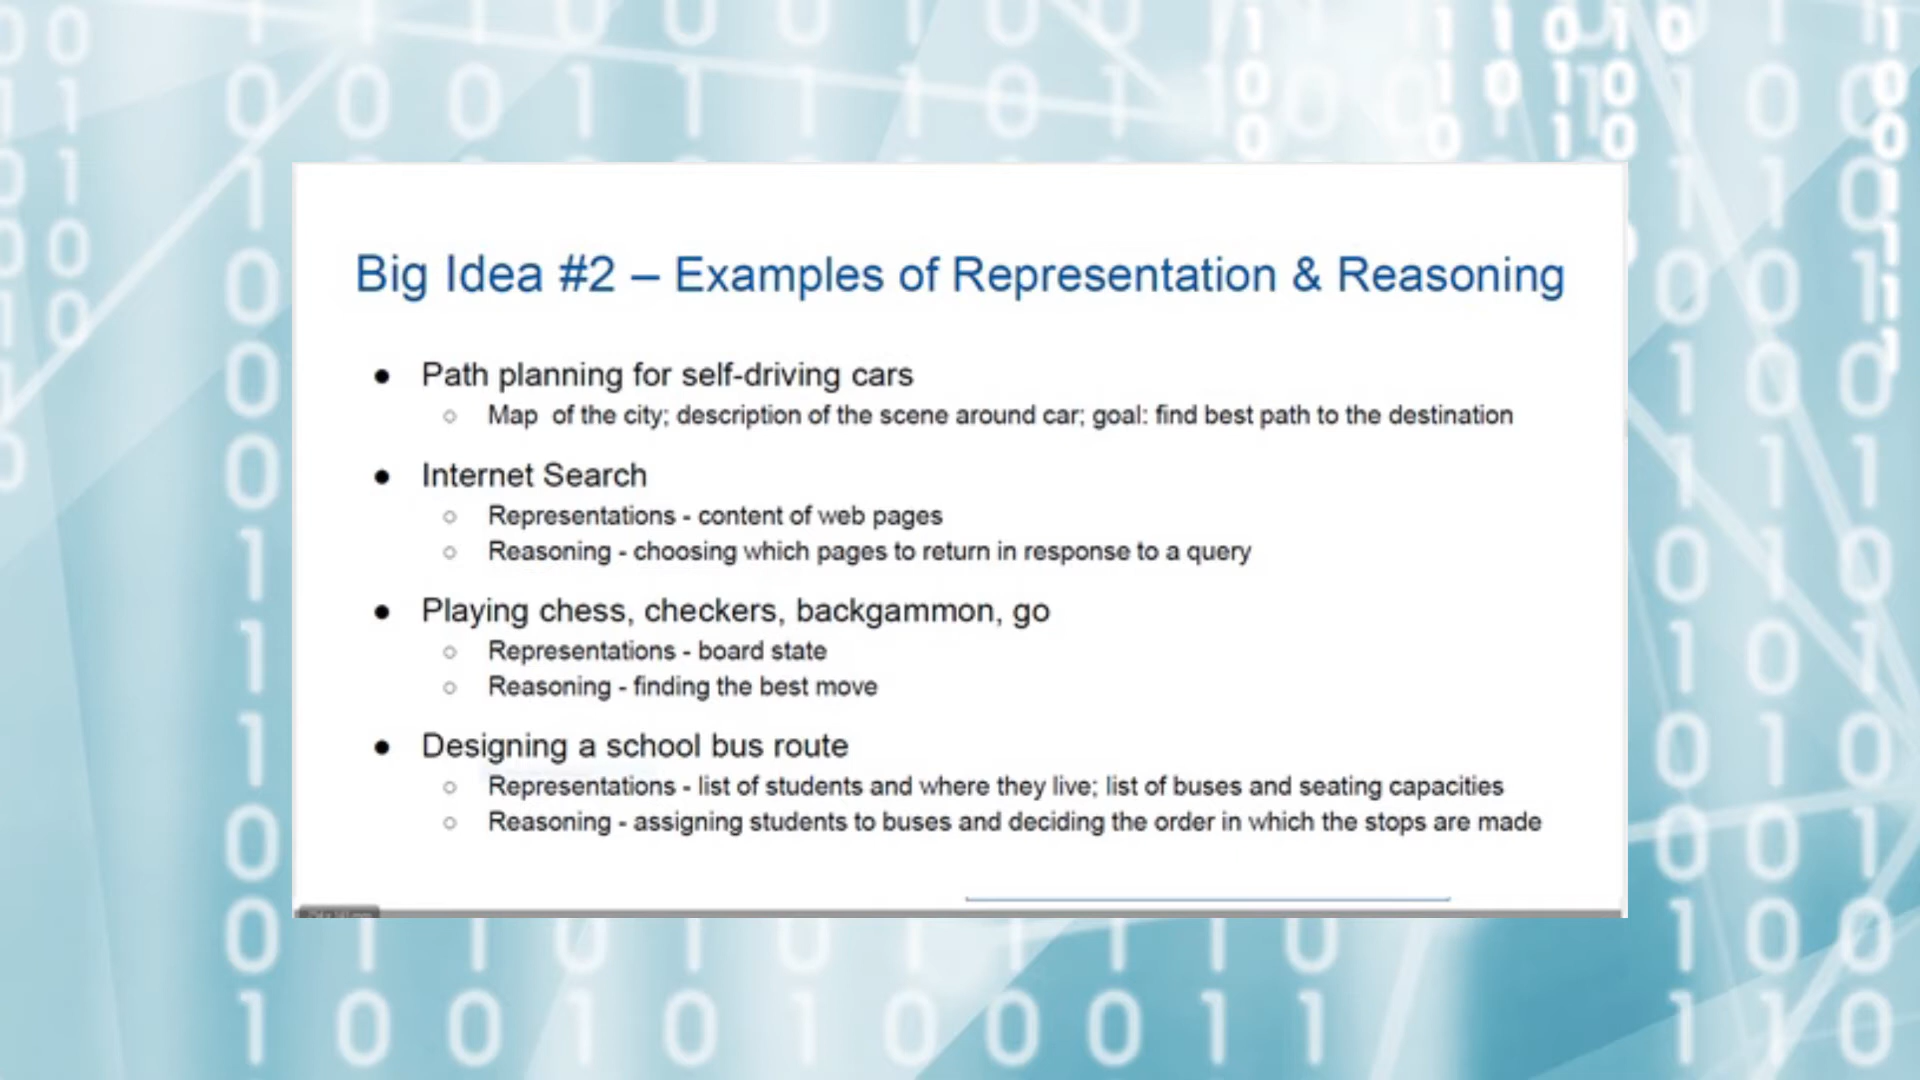 Big Idea #2 – Examples of Representation & Reasoning
● Path planning for self-driving cars
○ Map of the city; description of the scene around car; goal: find best path to the destination
● Internet Search
○ Representations - content of web pages
○ Reasoning - choosing which pages to return in response to a query
● Playing chess, checkers, backgammon, go
○ Representations - board state
○ Reasoning - finding the best move
● Designing a school bus route
○ Representations - list of students and where they live; list of buses and seating capacities
○ Reasoning - assigning students to buses and deciding the order in which the stops are made